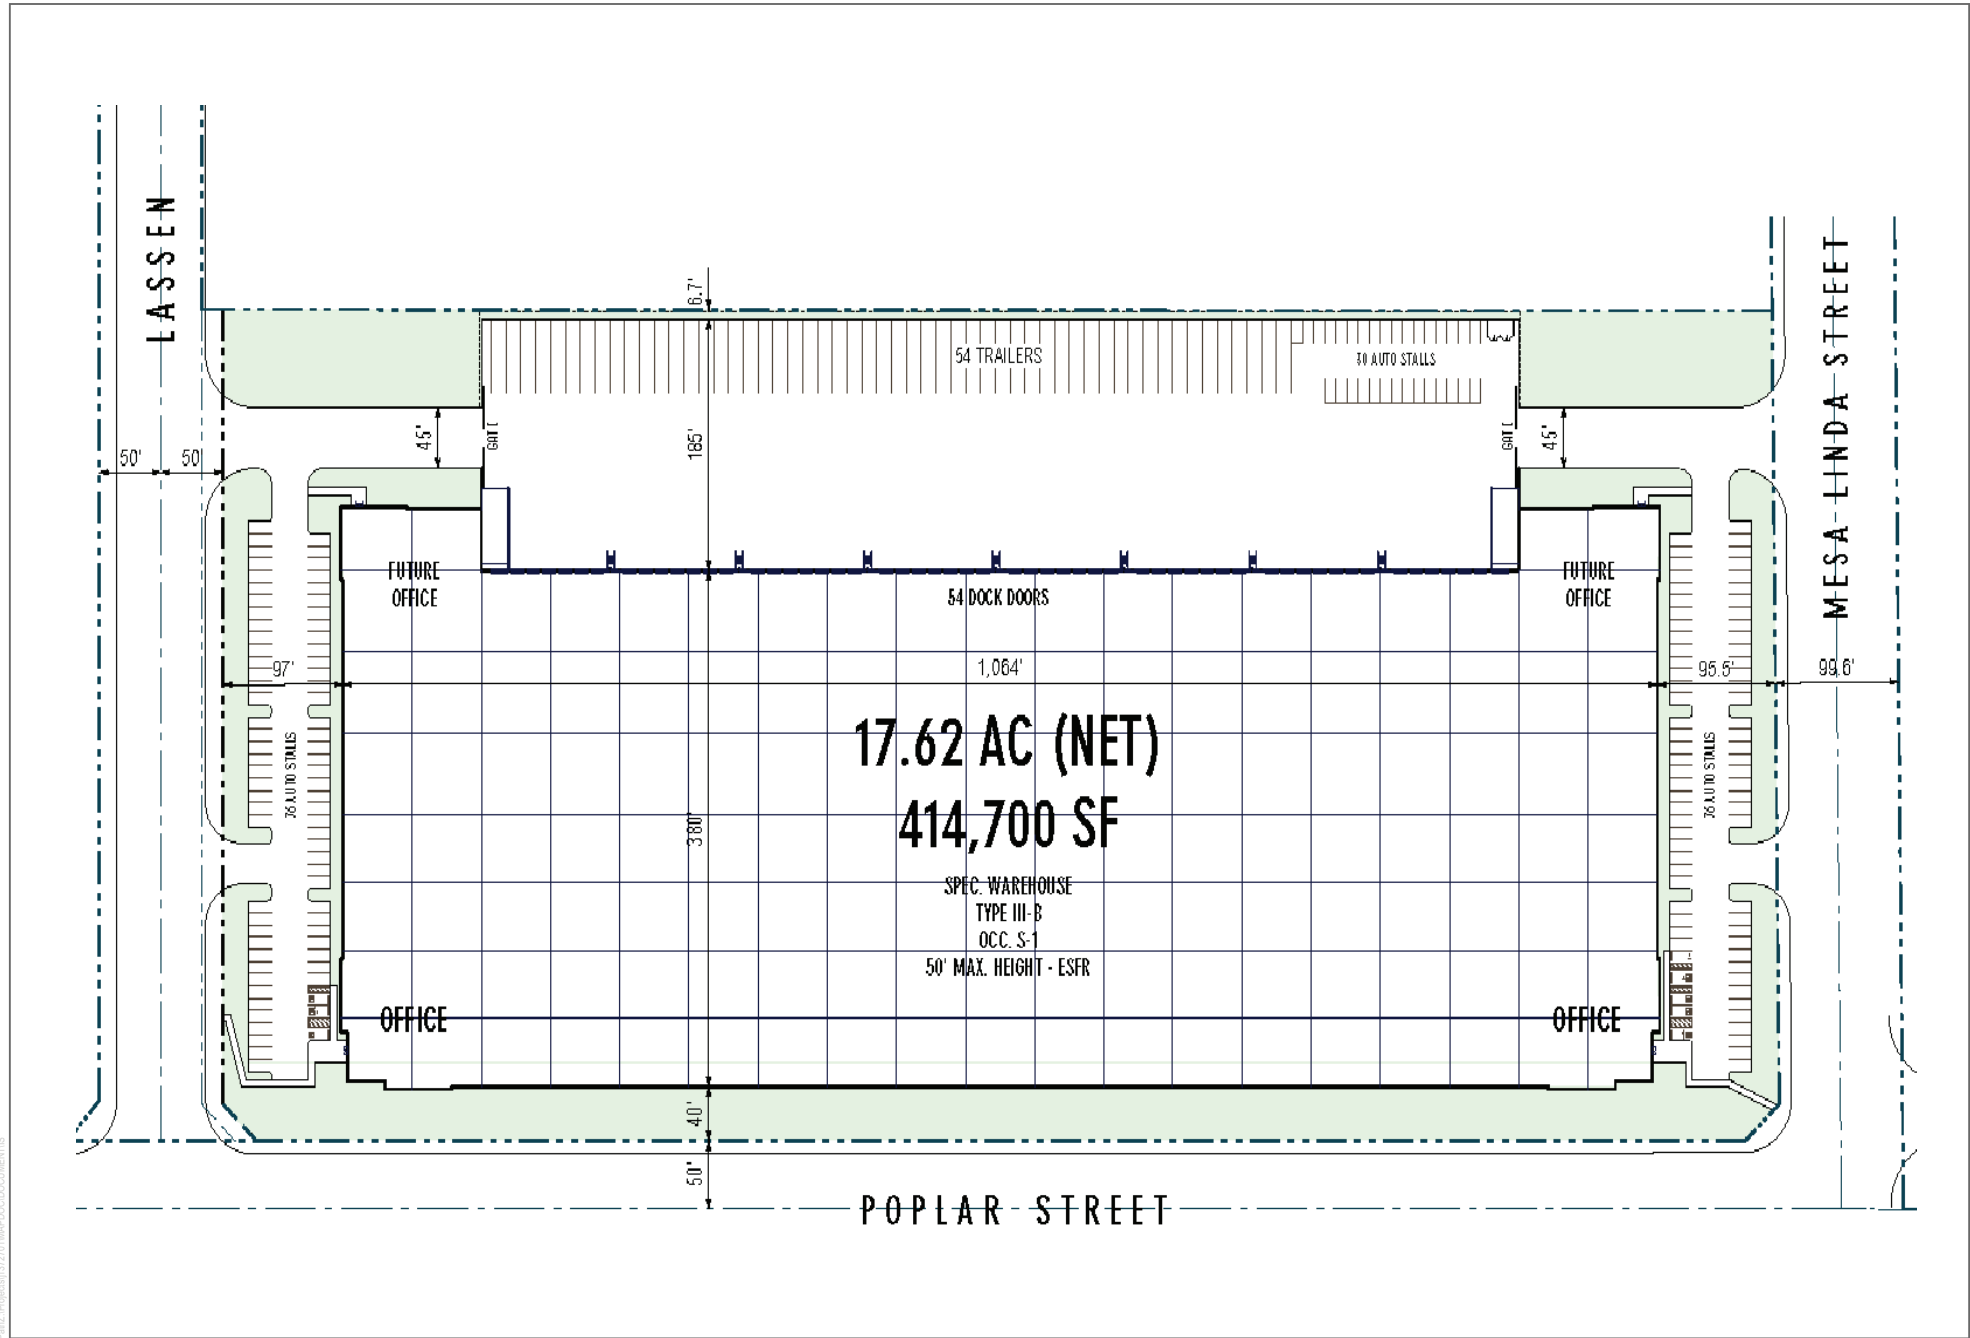 LASSEN
MESA LINDA STREET
6.7'
54 TRAILERS
30 AUTO STALLS
45'
GATE
185'
GATE
45'
50'
50'
FUTURE
OFFICE
54 DOCK DOORS
FUTURE
OFFICE
97'
1,064'
95.5'
99.6'
17.62 AC (NET)
414,700 SF
76 AUTO STALLS
76 AUTO STALLS
380'
SPEC. WAREHOUSE
TYPE III-B
OCC. S-1
50' MAX. HEIGHT - ESFR
OFFICE
OFFICE
40'
50'
POPLAR STREET